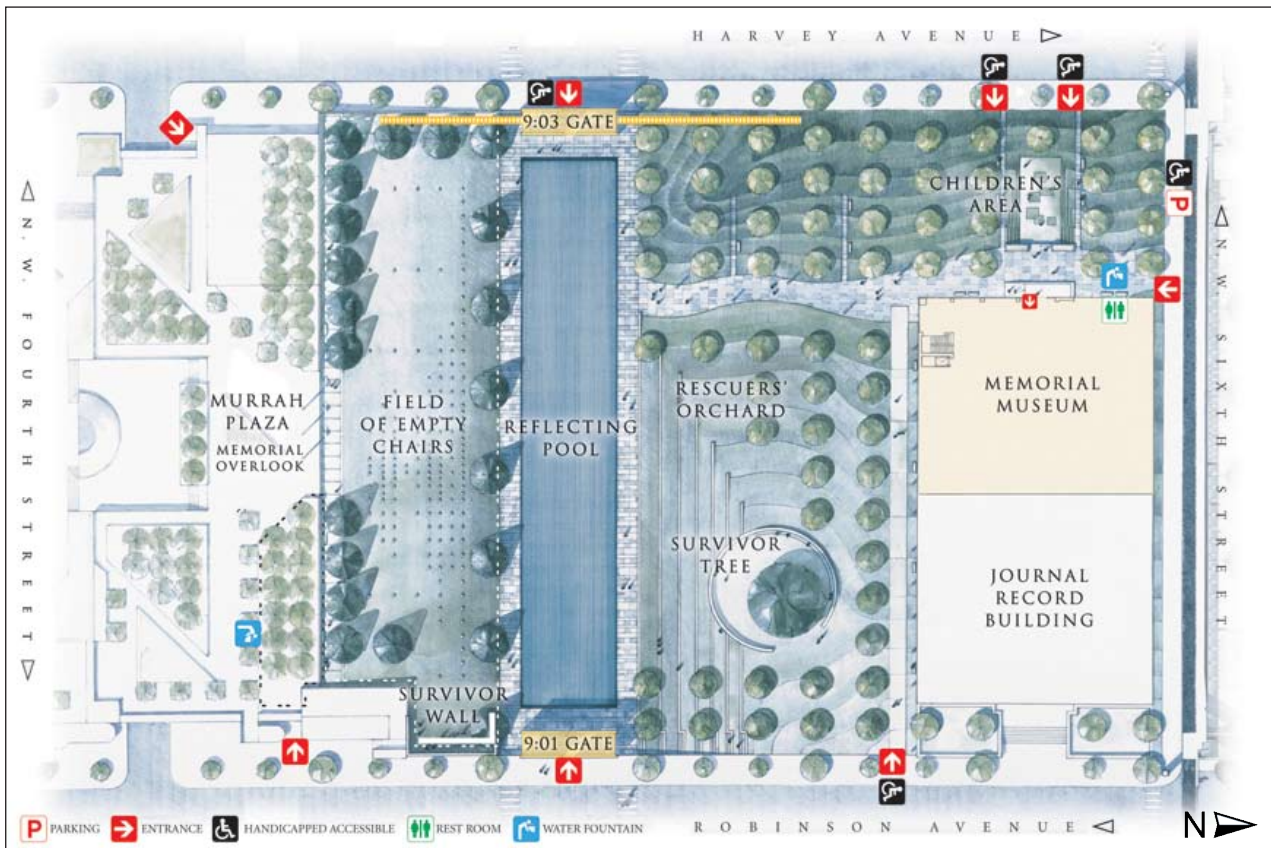 HARVEY AVENUE
9:03 GATE
CHILDREN'S
AREA
P
N.W. FOURTH STREET
N.W. SIXTH STREET
MURRAH
PLAZA
MEMORIAL
OVERLOOK
FIELD
OF EMPTY
CHAIRS
REFLECTING
POOL
RESCUERS'
ORCHARD
MEMORIAL
MUSEUM
SURVIVOR
TREE
JOURNAL
RECORD
BUILDING
SURVIVOR
WALL
9:01 GATE
P PARKING
ENTRANCE
HANDICAPPED ACCESSIBLE
REST ROOM
WATER FOUNTAIN
ROBINSON AVENUE
N